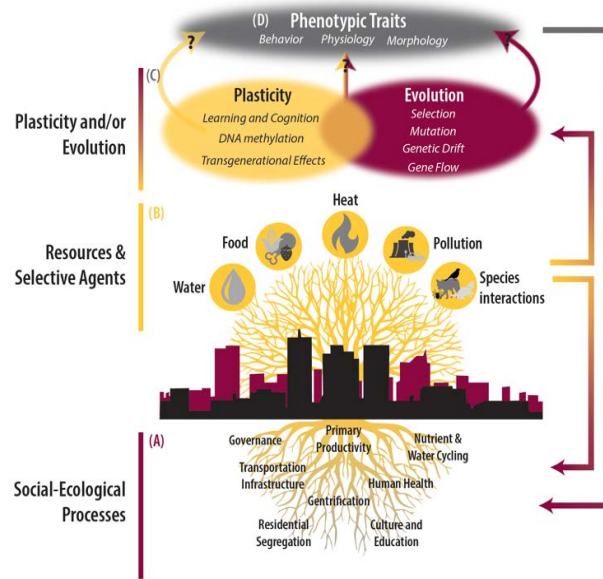 (D) Phenotypic Traits
Behavior Physiology Morphology
? ? ?
(C)
Plasticity and/or
Evolution
Plasticity
Learning and Cognition
DNA methylation
Transgenerational Effects
Evolution
Selection
Mutation
Genetic Drift
Gene Flow
(B)
Resources &
Selective Agents
Heat
Food
Pollution
Water
Species
interactions
(A)
Social-Ecological
Processes
Governance
Primary
Productivity
Nutrient &
Water Cycling
Transportation
Infrastructure
Human Health
Gentrification
Residential
Segregation
Culture and
Education